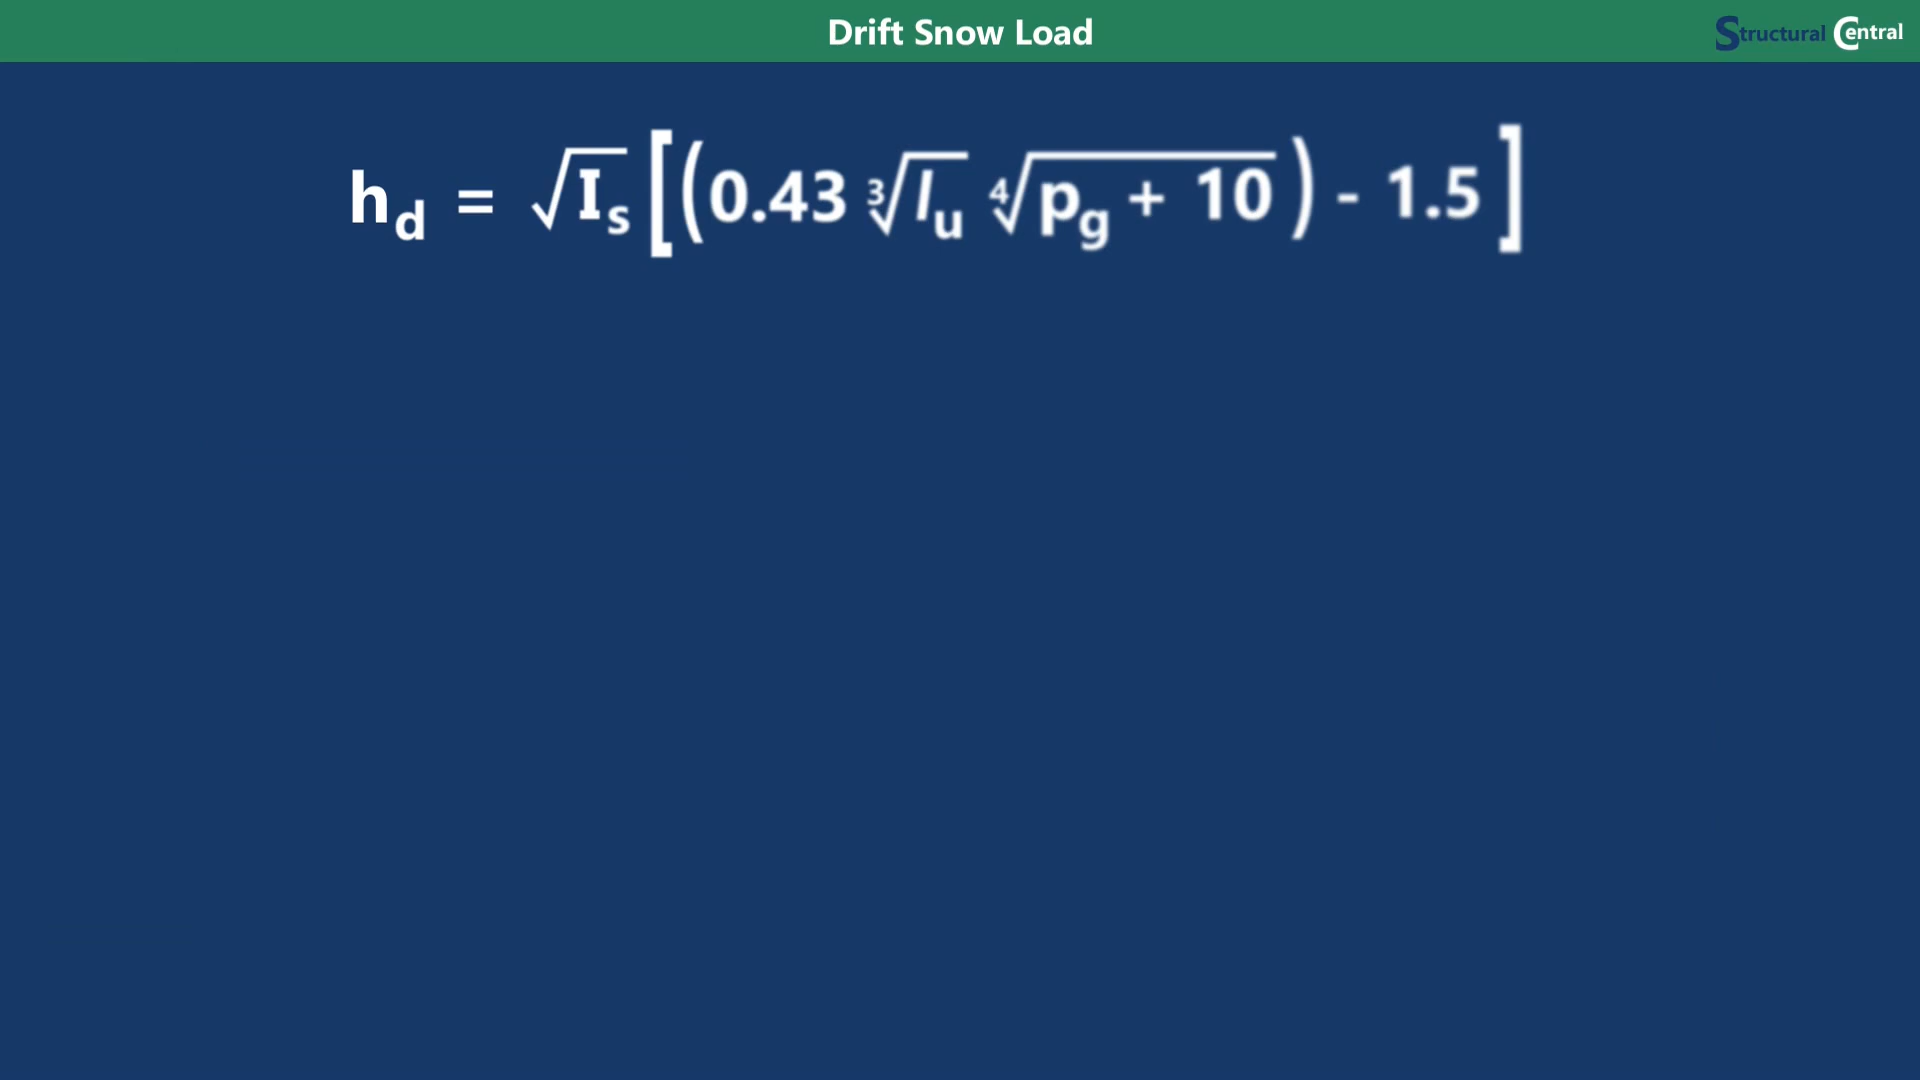 Drift Snow Load
Structural Central
h_d = √I_s [(0.43 ∛l_u ∜p_g + 10) - 1.5]